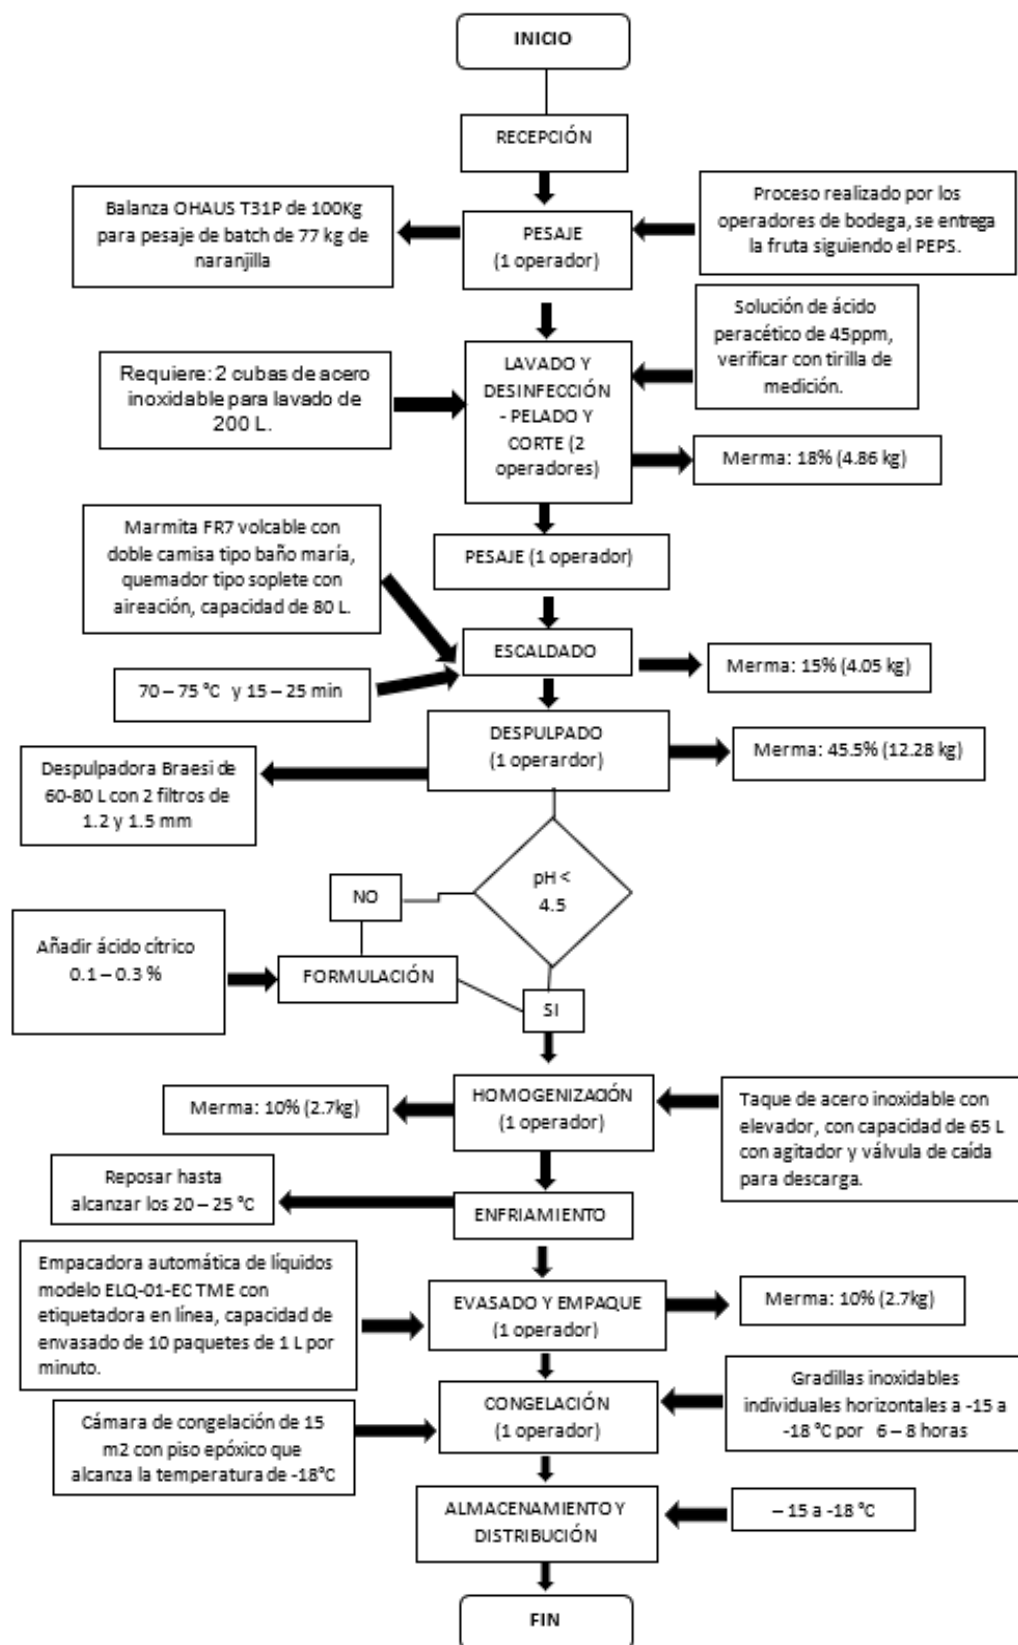 INICIO
RECEPCIÓN
Balanza OHAUS T31P de 100Kg
para pesaje de batch de 77 kg de
naranjilla
PESAJE
(1 operador)
Proceso realizado por los
operadores de bodega, se entrega
la fruta siguiendo el PEPS.
Solución de ácido
peracético de 45ppm,
verificar con tirilla de
medición.
Requiere: 2 cubas de acero
inoxidable para lavado de
200 L.
LAVADO Y
DESINFECCIÓN
- PELADO Y
CORTE (2
operadores)
Merma: 18% (4.86 kg)
Marmita FR7 volcable con
doble camisa tipo baño maría,
quemador tipo soplete con
aireación, capacidad de 80 L.
PESAJE (1 operador)
ESCALDADO
Merma: 15% (4.05 kg)
70 – 75 °C y 15 – 25 min
DESPULPADO
(1 operardor)
Merma: 45.5% (12.28 kg)
Despulpadora Braesi de
60-80 L con 2 filtros de
1.2 y 1.5 mm
pH <
4.5
NO
Añadir ácido cítrico
0.1 – 0.3 %
FORMULACIÓN
SI
Merma: 10% (2.7kg)
HOMOGENIZACIÓN
(1 operador)
Taque de acero inoxidable con
elevador, con capacidad de 65 L
con agitador y válvula de caída
para descarga.
Reposar hasta
alcanzar los 20 – 25 °C
ENFRIAMIENTO
Empacadora automática de líquidos
modelo ELQ-01-EC TME con
etiquetadora en línea, capacidad de
envasado de 10 paquetes de 1 L por
minuto.
EVASADO Y EMPAQUE
(1 operador)
Merma: 10% (2.7kg)
Cámara de congelación de 15
m2 con piso epóxico que
alcanza la temperatura de -18°C
CONGELACIÓN
(1 operador)
Gradillas inoxidables
individuales horizontales a -15 a
-18 °C por 6 – 8 horas
ALMACENAMIENTO Y
DISTRIBUCIÓN
– 15 a -18 °C
FIN